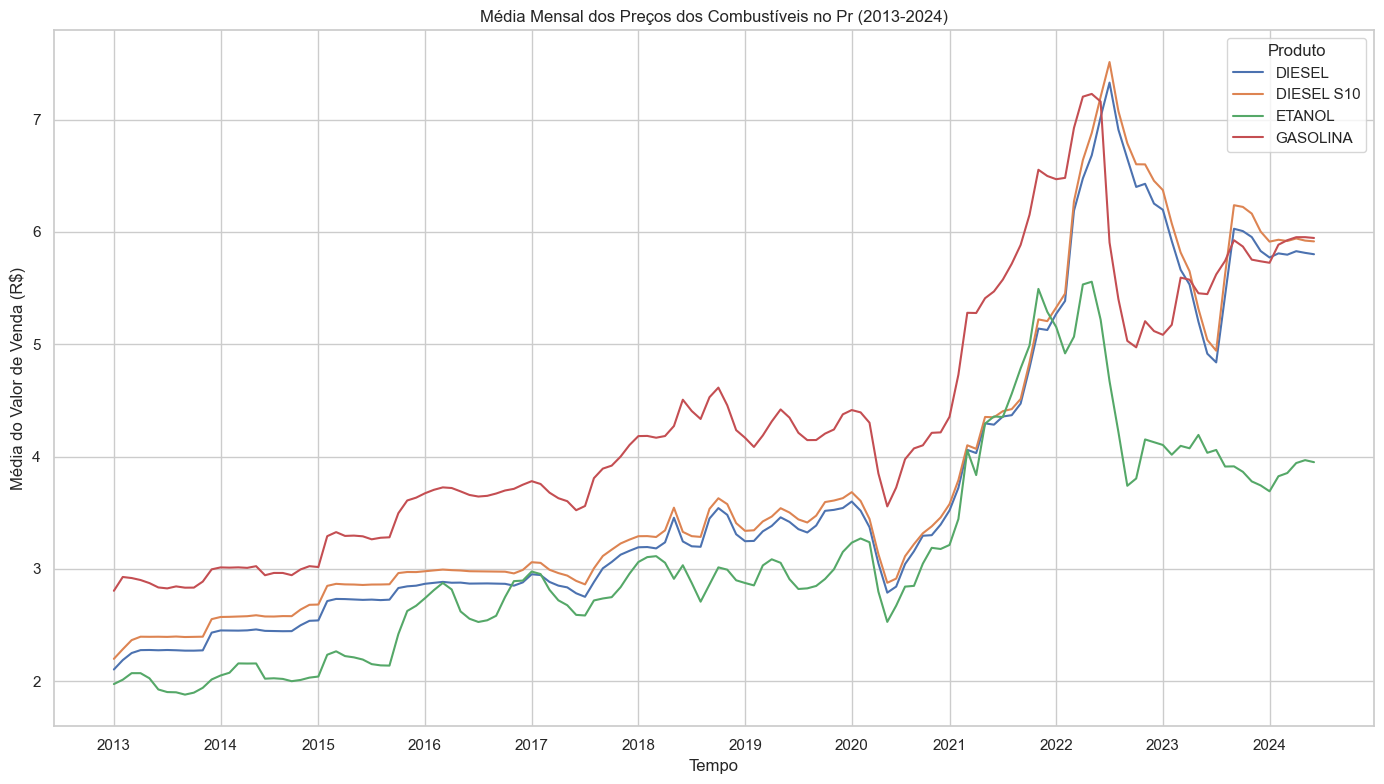 Média Mensal dos Preços dos Combustíveis no Pr (2013-2024)
Produto
DIESEL
DIESEL S10
ETANOL
GASOLINA
Média do Valor de Venda (R$)
7
6
5
4
3
2
2013 2014 2015 2016 2017 2018 2019 2020 2021 2022 2023 2024
Tempo